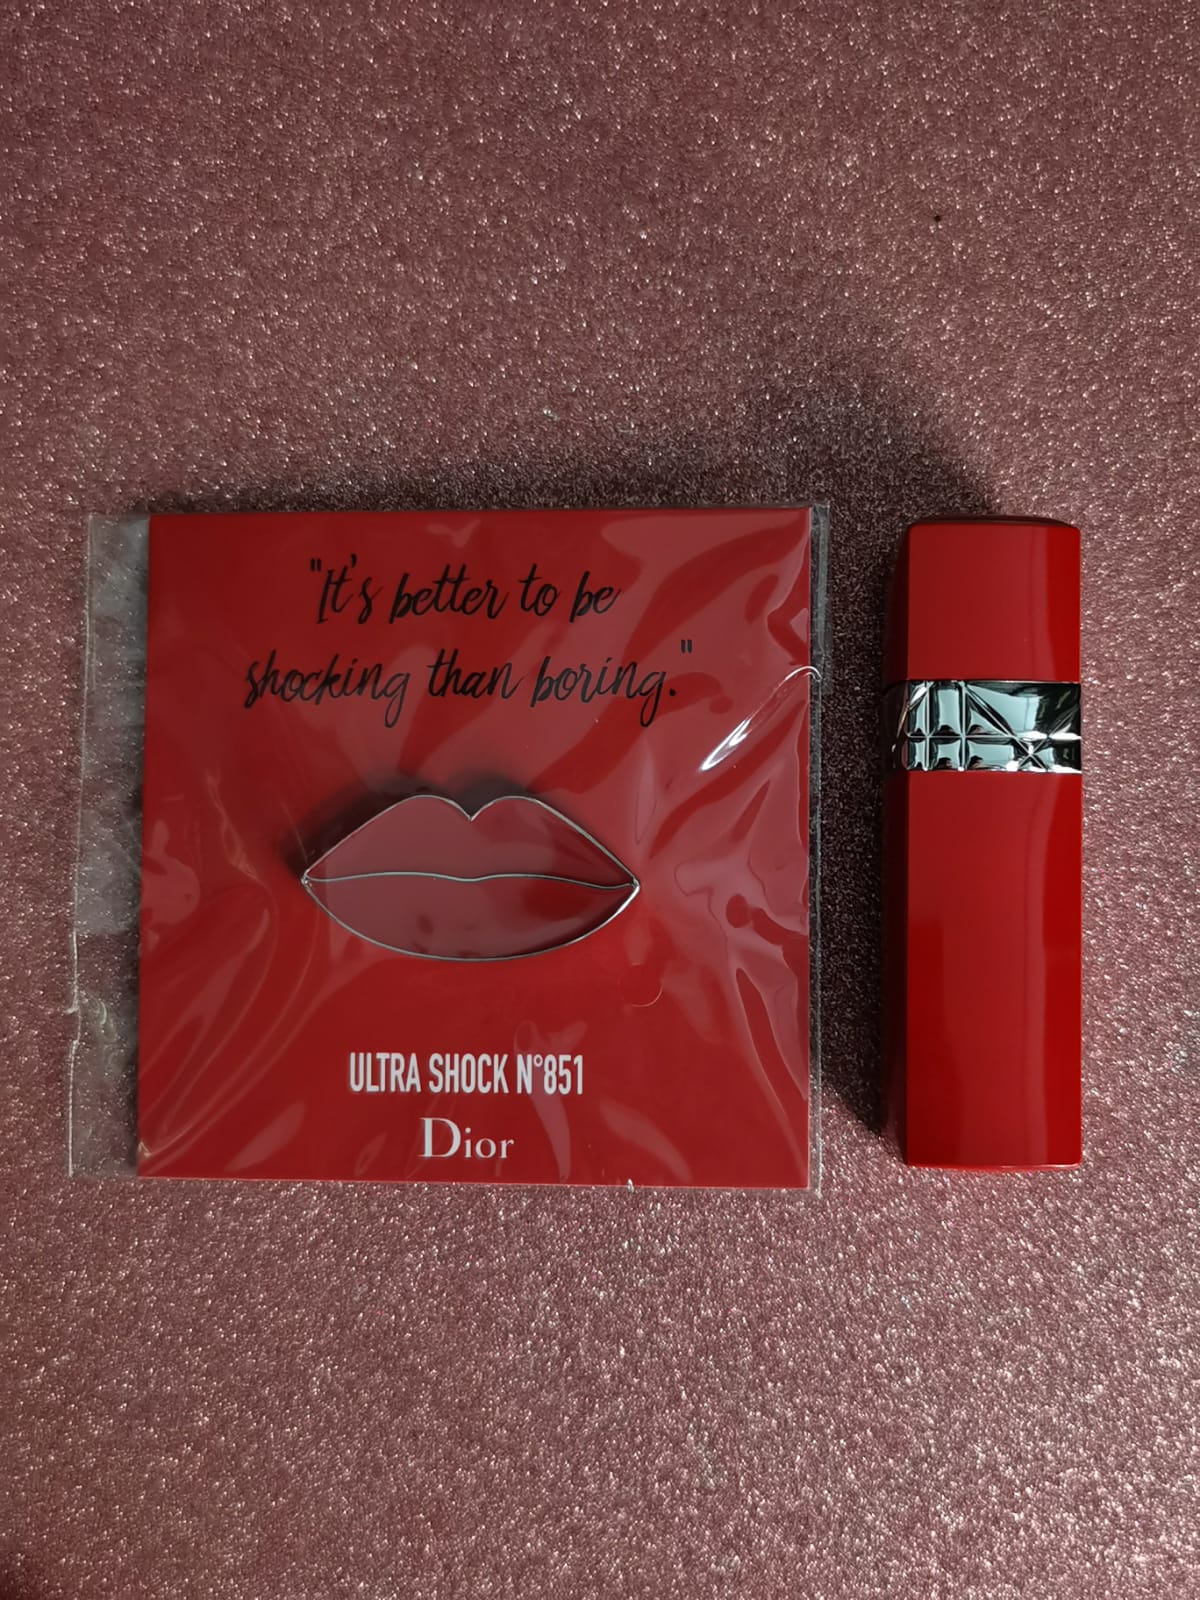 "It's better to be
shocking than boring."
ULTRA SHOCK N°851
Dior